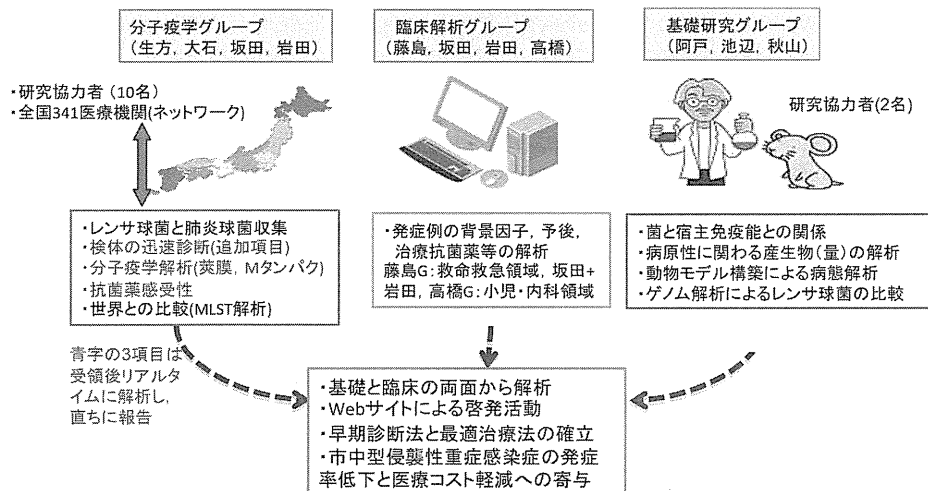 分子疫学グループ
（生方, 大石, 坂田, 岩田）
臨床解析グループ
（藤島, 坂田, 岩田, 高橋）
基礎研究グループ
（阿戸, 池辺, 秋山）
・研究協力者（10名）
・全国341医療機関(ネットワーク)
研究協力者(2名)
・レンサ球菌と肺炎球菌収集
・検体の迅速診断(追加項目)
・分子疫学解析(莢膜, Mタンパク)
・抗菌薬感受性
・世界との比較(MLST解析)
・発症例の背景因子, 予後,
治療抗菌薬等の解析
藤島G:救命救急領域, 坂田+
岩田, 高橋G:小児・内科領域
・菌と宿主免疫能との関係
・病原性に関わる産生物(量)の解析
・動物モデル構築による病態解析
・ゲノム解析によるレンサ球菌の比較
青字の3項目は
受領後リアルタ
イムに解析し,
直ちに報告
・基礎と臨床の両面から解析
・Webサイトによる啓発活動
・早期診断法と最適治療法の確立
・市中型侵襲性重症感染症の発症
率低下と医療コスト軽減への寄与